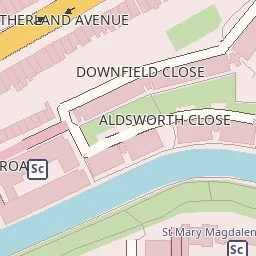 THERLAND AVENUE
DOWNFIELD CLOSE
ALDSWORTH CLOSE
ROA
Sc
St Mary Magdalen
Sc